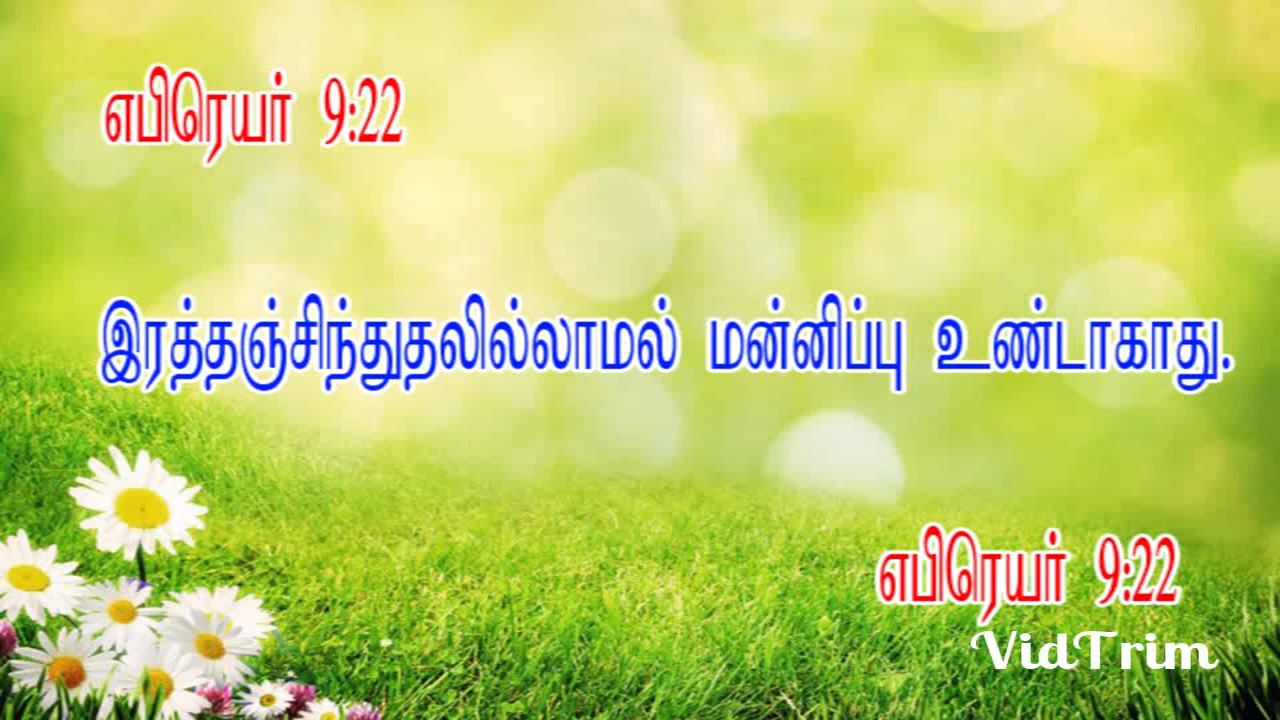 எபிரெயர் 9:22
இரத்தஞ்சிந்துதலில்லாமல் மன்னிப்பு உண்டாகாது.
எபிரெயர் 9:22
VidTrim